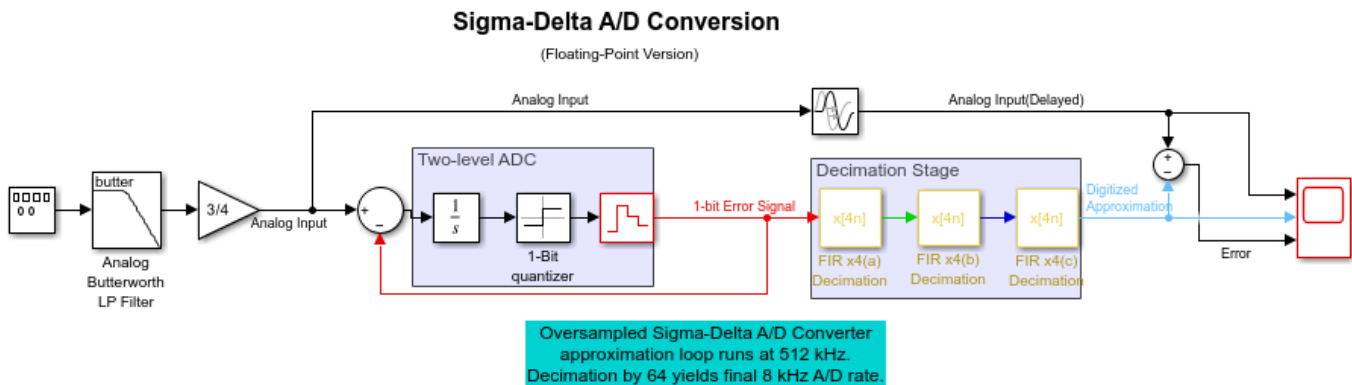 Sigma-Delta A/D Conversion
(Floating-Point Version)
Analog Input
Analog Input(Delayed)
butter
Analog
Butterworth
LP Filter
3/4
Analog Input
+
−
Two-level ADC
1
s
1-Bit
quantizer
1-bit Error Signal
Decimation Stage
x[4n]
FIR x4(a)
Decimation
x[4n]
FIR x4(b)
Decimation
x[4n]
FIR x4(c)
Decimation
Digitized
Approximation
+
−
Error
Oversampled Sigma-Delta A/D Converter
approximation loop runs at 512 kHz.
Decimation by 64 yields final 8 kHz A/D rate.